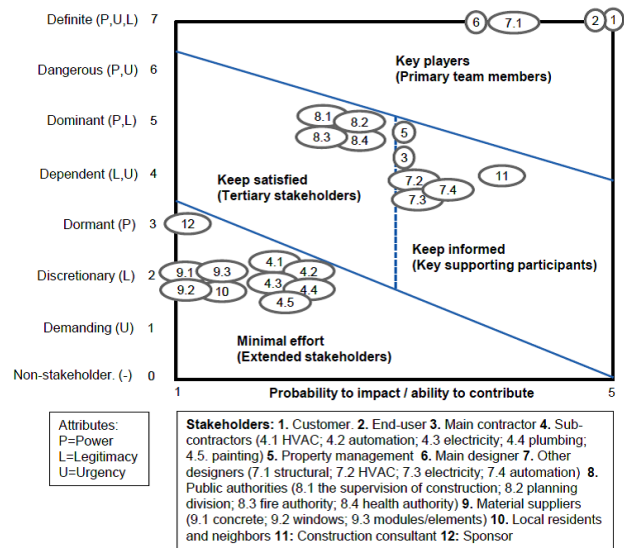 Definite (P,U,L) 7
6
7.1
2
1
Key players
(Primary team members)
Dangerous (P,U) 6
Dominant (P,L) 5
8.1
8.2
5
8.3
8.4
3
Dependent (L,U) 4
Keep satisfied
(Tertiary stakeholders)
7.2
7.4
11
7.3
Dormant (P) 3
12
Keep informed
(Key supporting participants)
Discretionary (L) 2
9.1
9.3
4.1
4.2
9.2
10
4.3
4.4
4.5
Demanding (U) 1
Minimal effort
(Extended stakeholders)
Non-stakeholder. (-) 0
1
Probability to impact / ability to contribute
5
Attributes:
P=Power
L=Legitimacy
U=Urgency
Stakeholders: 1. Customer. 2. End-user 3. Main contractor 4. Sub-
contractors (4.1 HVAC; 4.2 automation; 4.3 electricity; 4.4 plumbing;
4.5. painting) 5. Property management 6. Main designer 7. Other
designers (7.1 structural; 7.2 HVAC; 7.3 electricity; 7.4 automation) 8.
Public authorities (8.1 the supervision of construction; 8.2 planning
division; 8.3 fire authority; 8.4 health authority) 9. Material suppliers
(9.1 concrete; 9.2 windows; 9.3 modules/elements) 10. Local residents
and neighbors 11: Construction consultant 12: Sponsor